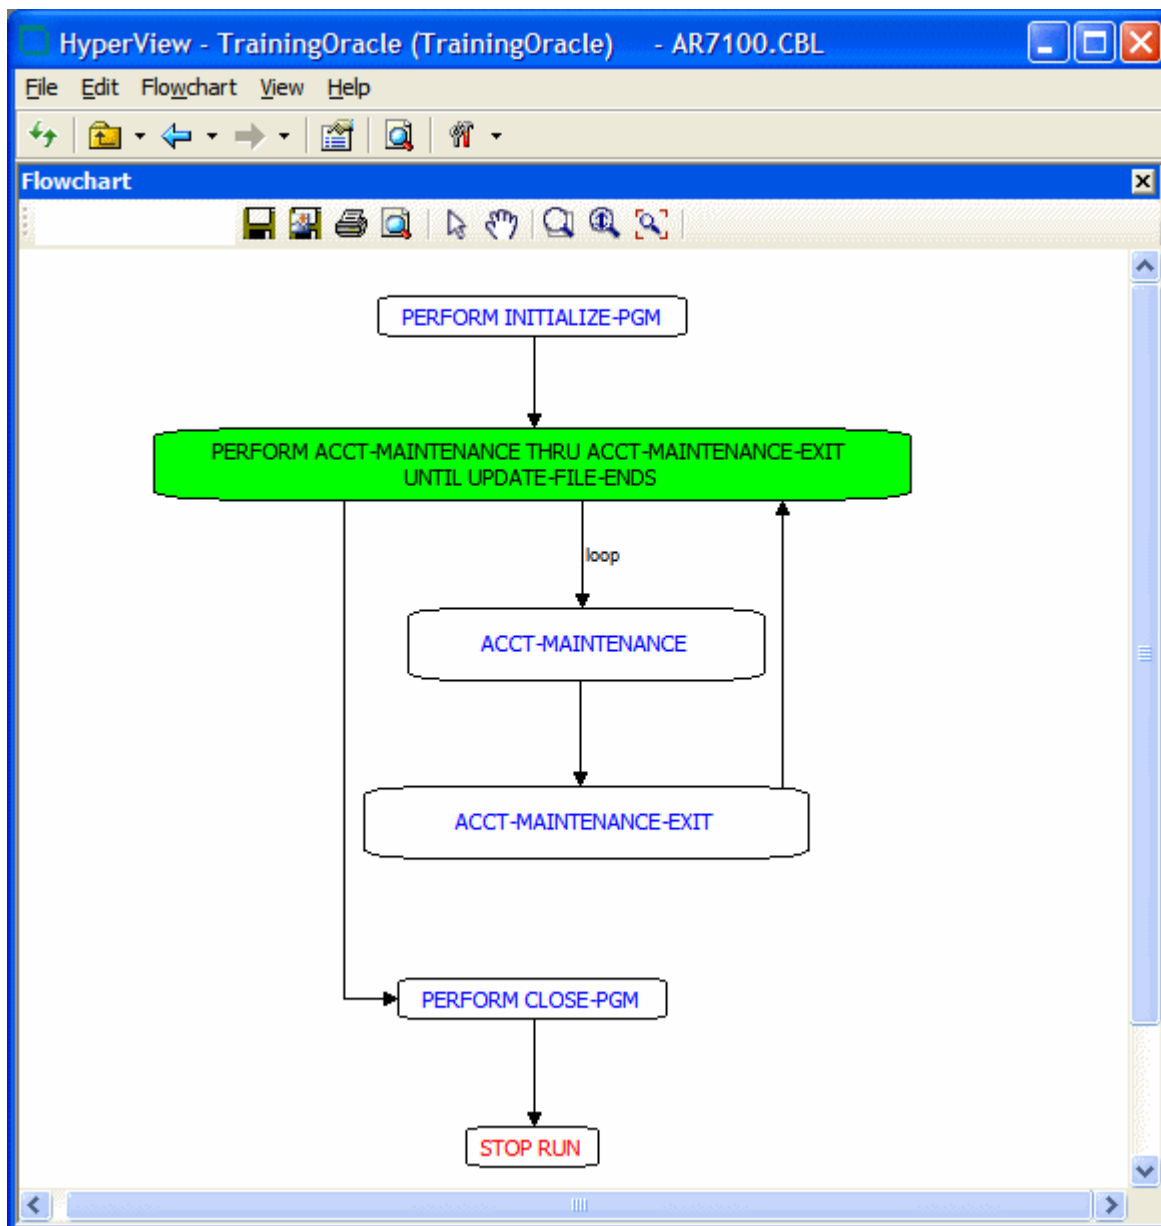 HyperView - TrainingOracle (TrainingOracle) - AR7100.CBL
File Edit Flowchart View Help
Flowchart
PERFORM INITIALIZE-PGM
PERFORM ACCT-MAINTENANCE THRU ACCT-MAINTENANCE-EXIT
UNTIL UPDATE-FILE-ENDS
loop
ACCT-MAINTENANCE
ACCT-MAINTENANCE-EXIT
PERFORM CLOSE-PGM
STOP RUN